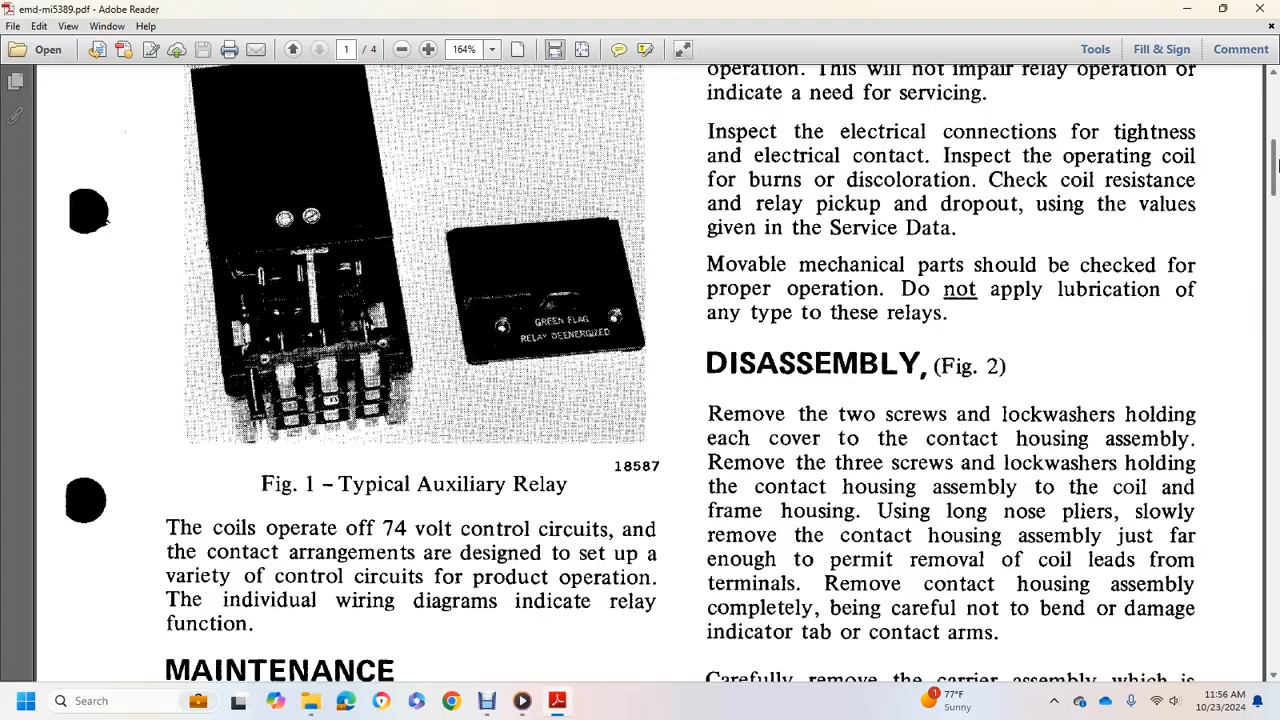 emd-mi5389.pdf - Adobe Reader
File Edit View Window Help
Open 1 / 4 164% Tools Fill & Sign Comment
GREEN FLAG
RELAY DEENERGIZED
18587
Fig. 1 – Typical Auxiliary Relay
The coils operate off 74 volt control circuits, and
the contact arrangements are designed to set up a
variety of control circuits for product operation.
The individual wiring diagrams indicate relay
function.
MAINTENANCE
operation. This will not impair relay operation or
indicate a need for servicing.
Inspect the electrical connections for tightness
and electrical contact. Inspect the operating coil
for burns or discoloration. Check coil resistance
and relay pickup and dropout, using the values
given in the Service Data.
Movable mechanical parts should be checked for
proper operation. Do not apply lubrication of
any type to these relays.
DISASSEMBLY, (Fig. 2)
Remove the two screws and lockwashers holding
each cover to the contact housing assembly.
Remove the three screws and lockwashers holding
the contact housing assembly to the coil and
frame housing. Using long nose pliers, slowly
remove the contact housing assembly just far
enough to permit removal of coil leads from
terminals. Remove contact housing assembly
completely, being careful not to bend or damage
indicator tab or contact arms.
Carefully remove the carrier assembly which is
Search
1
77°F
Sunny
11:56 AM
10/23/2024